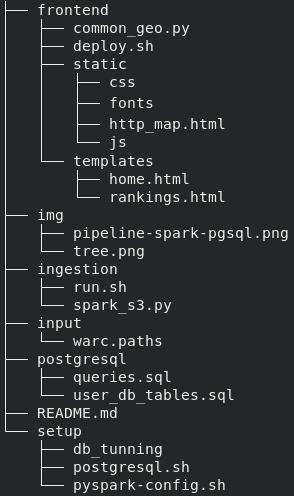 frontend
common_geo.py
deploy.sh
static
css
fonts
http_map.html
js
templates
home.html
rankings.html
img
pipeline-spark-pgsql.png
tree.png
ingestion
run.sh
spark_s3.py
input
warc.paths
postgresql
queries.sql
user_db_tables.sql
README.md
setup
db_tunning
postgresql.sh
pyspark-config.sh